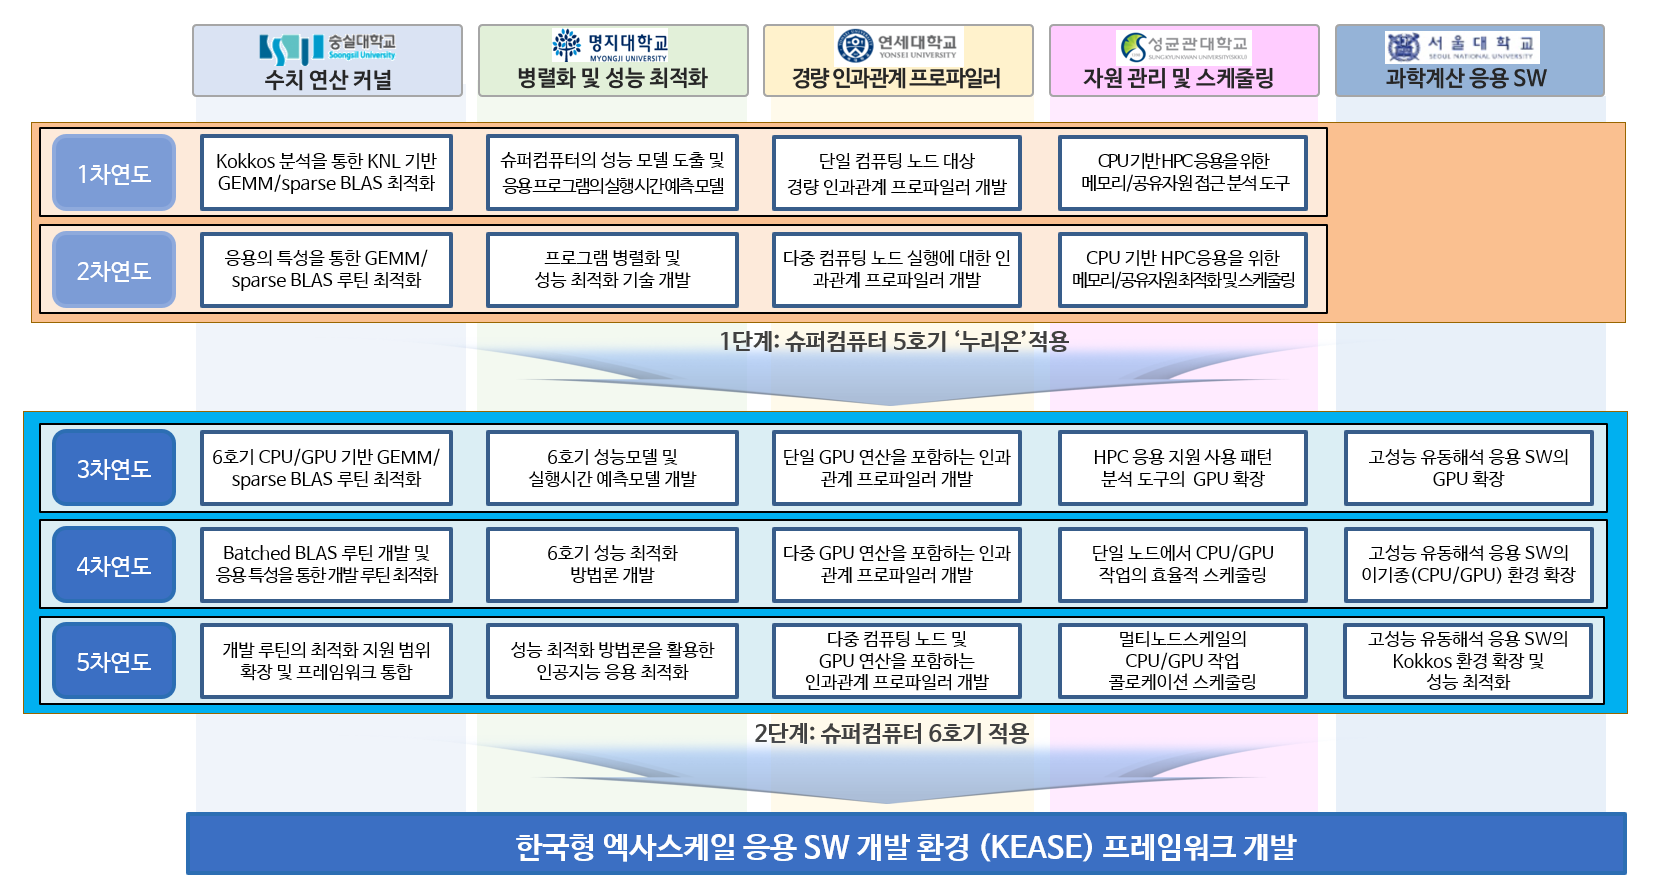 숭실대학교
Soongsil University
수치 연산 커널
명지대학교
MYONGJI UNIVERSITY
병렬화 및 성능 최적화
연세대학교
YONSEI UNIVERSITY
경량 인과관계 프로파일러
성균관대학교
SUNGKYUNKWAN UNIVERSITY(SKKU)
자원 관리 및 스케줄링
서울대학교
SEOUL NATIONAL UNIVERSITY
과학계산 응용 SW
1차연도
Kokkos 분석을 통한 KNL 기반
GEMM/sparse BLAS 최적화
슈퍼컴퓨터의 성능 모델 도출 및
응용프로그램의 실행시간 예측 모델
단일 컴퓨팅 노드 대상
경량 인과관계 프로파일러 개발
CPU 기반 HPC 응용을 위한
메모리/공유자원 접근 분석 도구
2차연도
응용의 특성을 통한 GEMM/
sparse BLAS 루틴 최적화
프로그램 병렬화 및
성능 최적화 기술 개발
다중 컴퓨팅 노드 실행에 대한 인
과관계 프로파일러 개발
CPU 기반 HPC응용을 위한
메모리/공유자원 최적화 및 스케줄링
1단계: 슈퍼컴퓨터 5호기 ‘누리온’적용
3차연도
6호기 CPU/GPU 기반 GEMM/
sparse BLAS 루틴 최적화
6호기 성능모델 및
실행시간 예측모델 개발
단일 GPU 연산을 포함하는 인과
관계 프로파일러 개발
HPC 응용 지원 사용 패턴
분석 도구의 GPU 확장
고성능 유동해석 응용 SW의
GPU 확장
4차연도
Batched BLAS 루틴 개발 및
응용 특성을 통한 개발 루틴 최적화
6호기 성능 최적화
방법론 개발
다중 GPU 연산을 포함하는 인과
관계 프로파일러 개발
단일 노드에서 CPU/GPU
작업의 효율적 스케줄링
고성능 유동해석 응용 SW의
이기종(CPU/GPU) 환경 확장
5차연도
개발 루틴의 최적화 지원 범위
확장 및 프레임워크 통합
성능 최적화 방법론을 활용한
인공지능 응용 최적화
다중 컴퓨팅 노드 및
GPU 연산을 포함하는
인과관계 프로파일러 개발
멀티노드스케일의
CPU/GPU 작업
콜로케이션 스케줄링
고성능 유동해석 응용 SW의
Kokkos 환경 확장 및
성능 최적화
2단계: 슈퍼컴퓨터 6호기 적용
한국형 엑사스케일 응용 SW 개발 환경 (KEASE) 프레임워크 개발